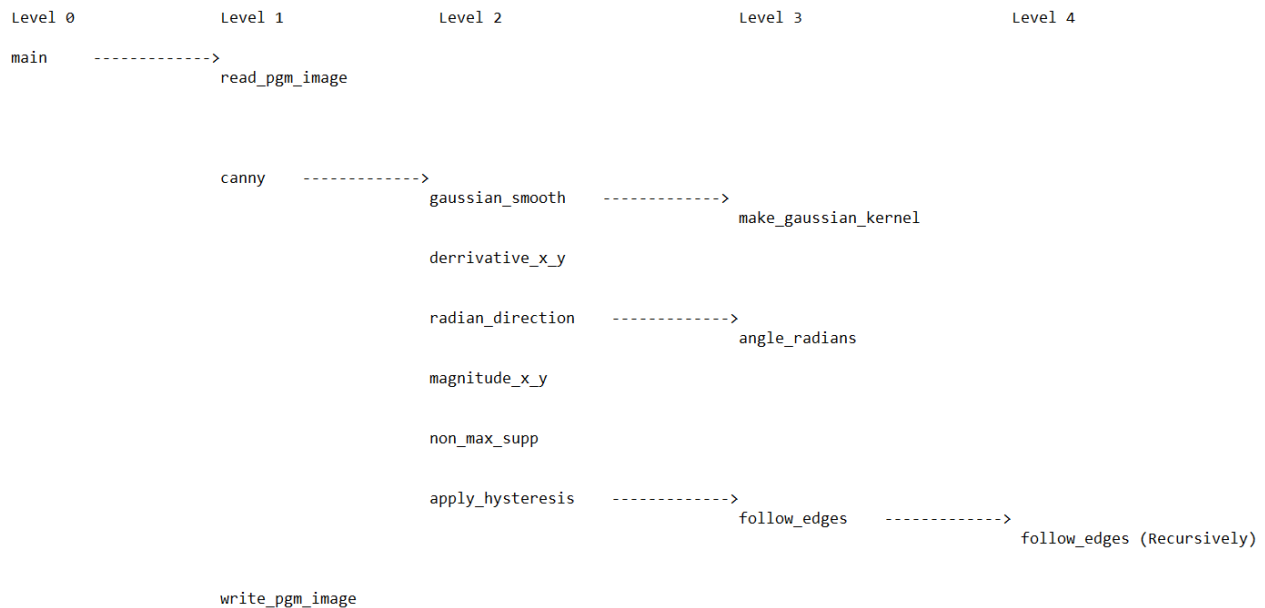 Level 0 Level 1 Level 2 Level 3 Level 4
main ------------->
read_pgm_image
canny ------------->
gaussian_smooth ------------->
make_gaussian_kernel
derrivative_x_y
radian_direction ------------->
angle_radians
magnitude_x_y
non_max_supp
apply_hysteresis ------------->
follow_edges ------------->
follow_edges (Recursively)
write_pgm_image